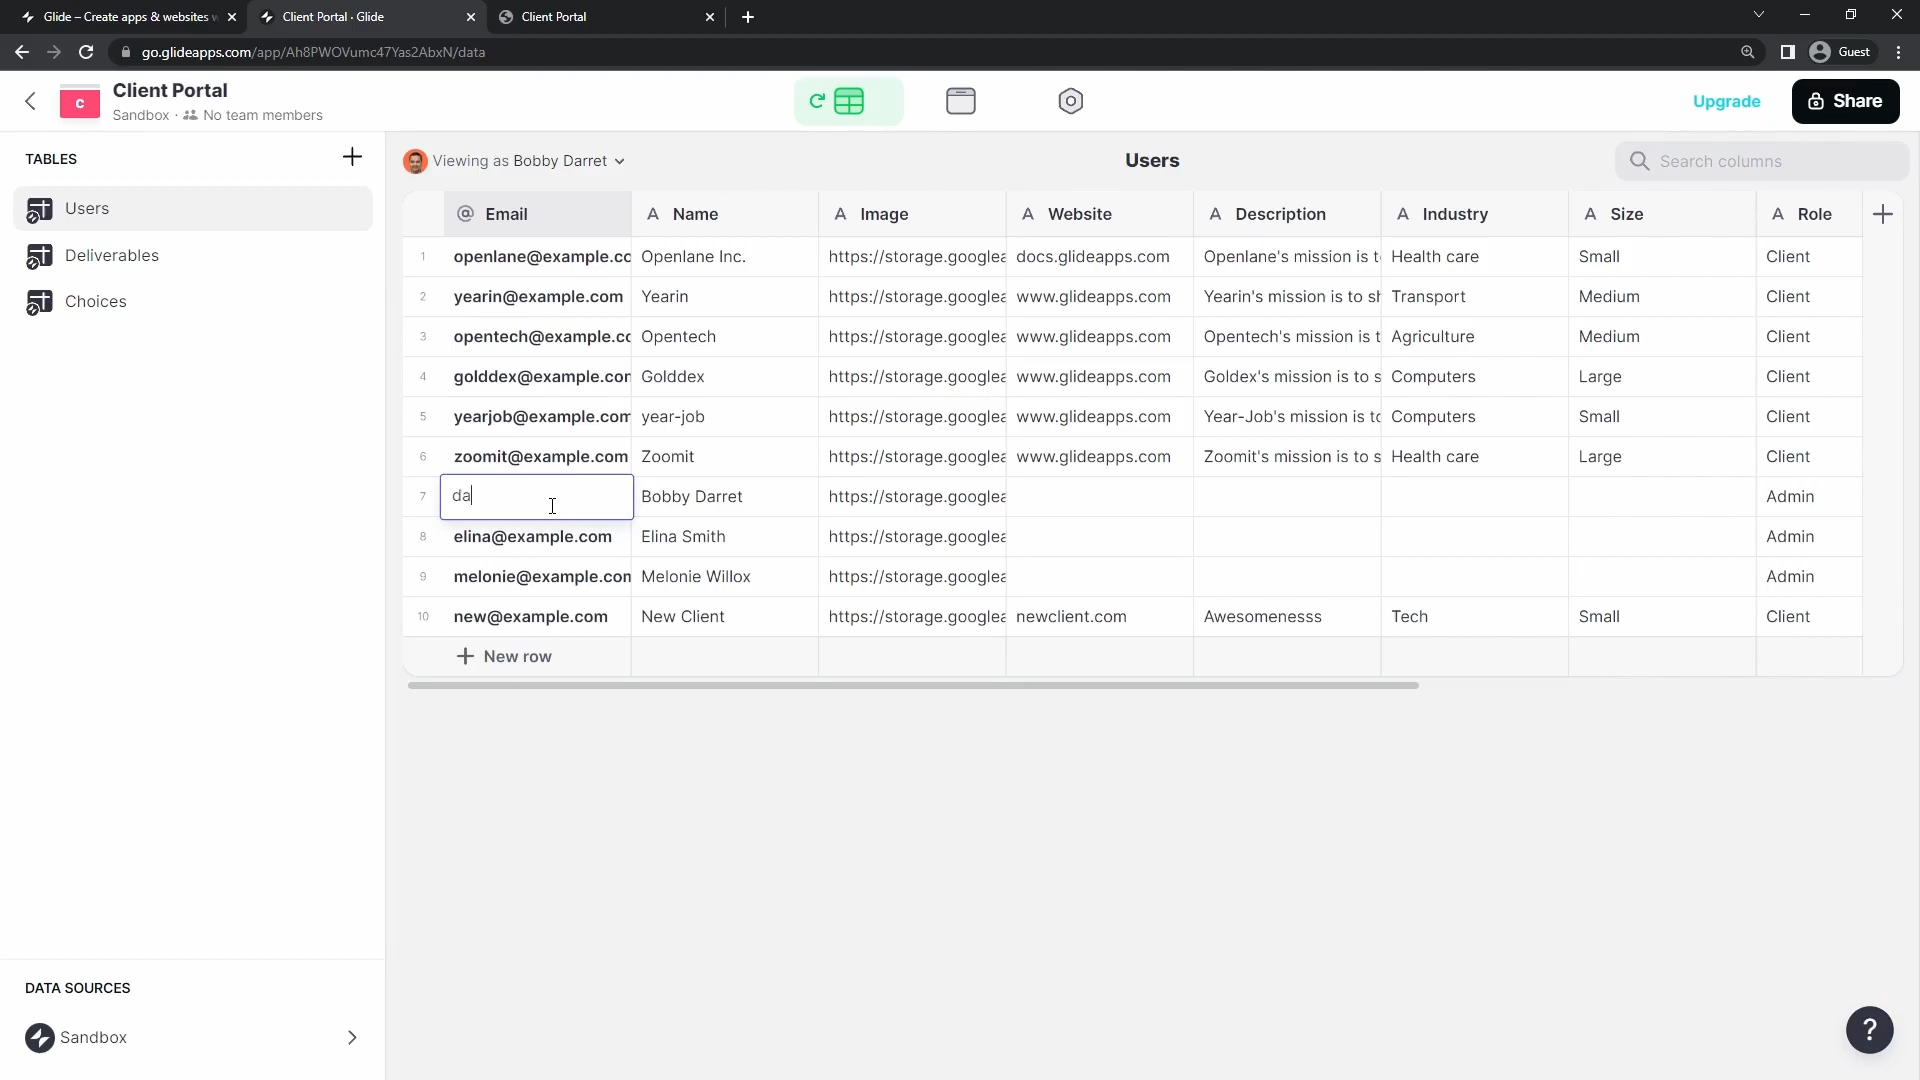 Glide – Create apps & websites w
Client Portal · Glide
Client Portal
go.glideapps.com/app/Ah8PWOVumc47Yas2AbxN/data
Guest
C
Client Portal
Sandbox · No team members
Upgrade
Share
TABLES
Users
Deliverables
Choices
DATA SOURCES
Sandbox
Viewing as Bobby Darret
Users
Search columns
@ Email A Name A Image A Website A Description A Industry A Size A Role
1 openlane@example.cc Openlane Inc. https://storage.googlea docs.glideapps.com Openlane's mission is t Health care Small Client
2 yearin@example.com Yearin https://storage.googlea www.glideapps.com Yearin's mission is to sh Transport Medium Client
3 opentech@example.cc Opentech https://storage.googlea www.glideapps.com Opentech's mission is t Agriculture Medium Client
4 golddex@example.con Golddex https://storage.googlea www.glideapps.com Goldex's mission is to s Computers Large Client
5 yearjob@example.com year-job https://storage.googlea www.glideapps.com Year-Job's mission is tc Computers Small Client
6 zoomit@example.com Zoomit https://storage.googlea www.glideapps.com Zoomit's mission is to s Health care Large Client
7 da Bobby Darret https://storage.googlea Admin
8 elina@example.com Elina Smith https://storage.googlea Admin
9 melonie@example.con Melonie Willox https://storage.googlea Admin
10 new@example.com New Client https://storage.googlea newclient.com Awesomenesss Tech Small Client
New row
?